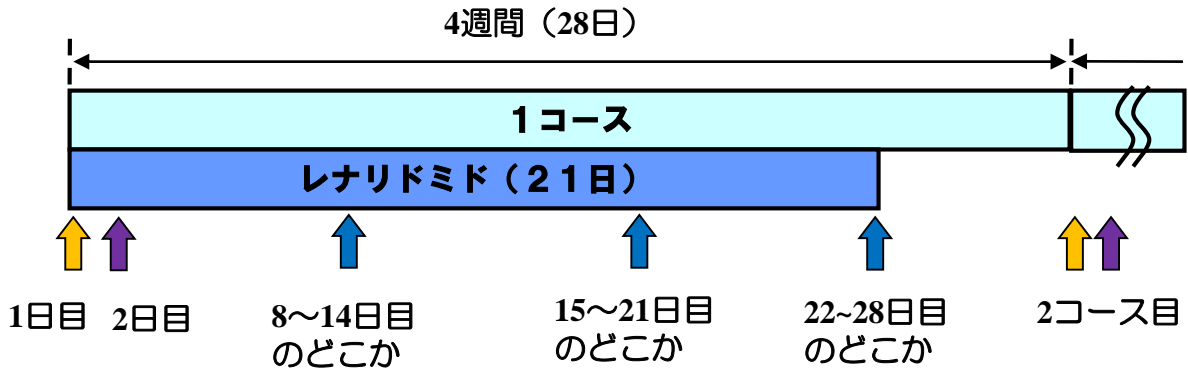 4週間（28日）
1コース
レナリドミド（２１日）
1日目
2日目
8～14日目
のどこか
15～21日目
のどこか
22~28日目
のどこか
2コース目